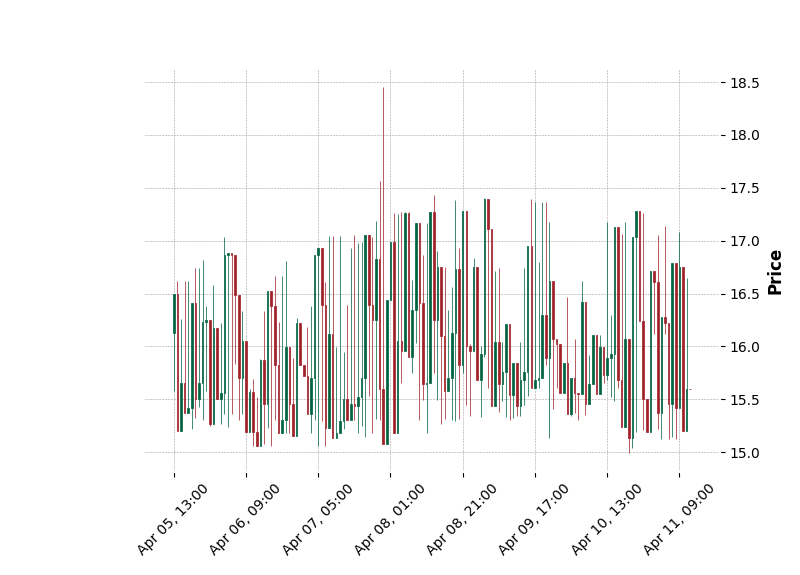 18.5
18.0
17.5
17.0
16.5
16.0
15.5
15.0
Price
Apr 05, 13:00
Apr 06, 09:00
Apr 07, 05:00
Apr 08, 01:00
Apr 08, 21:00
Apr 09, 17:00
Apr 10, 13:00
Apr 11, 09:00